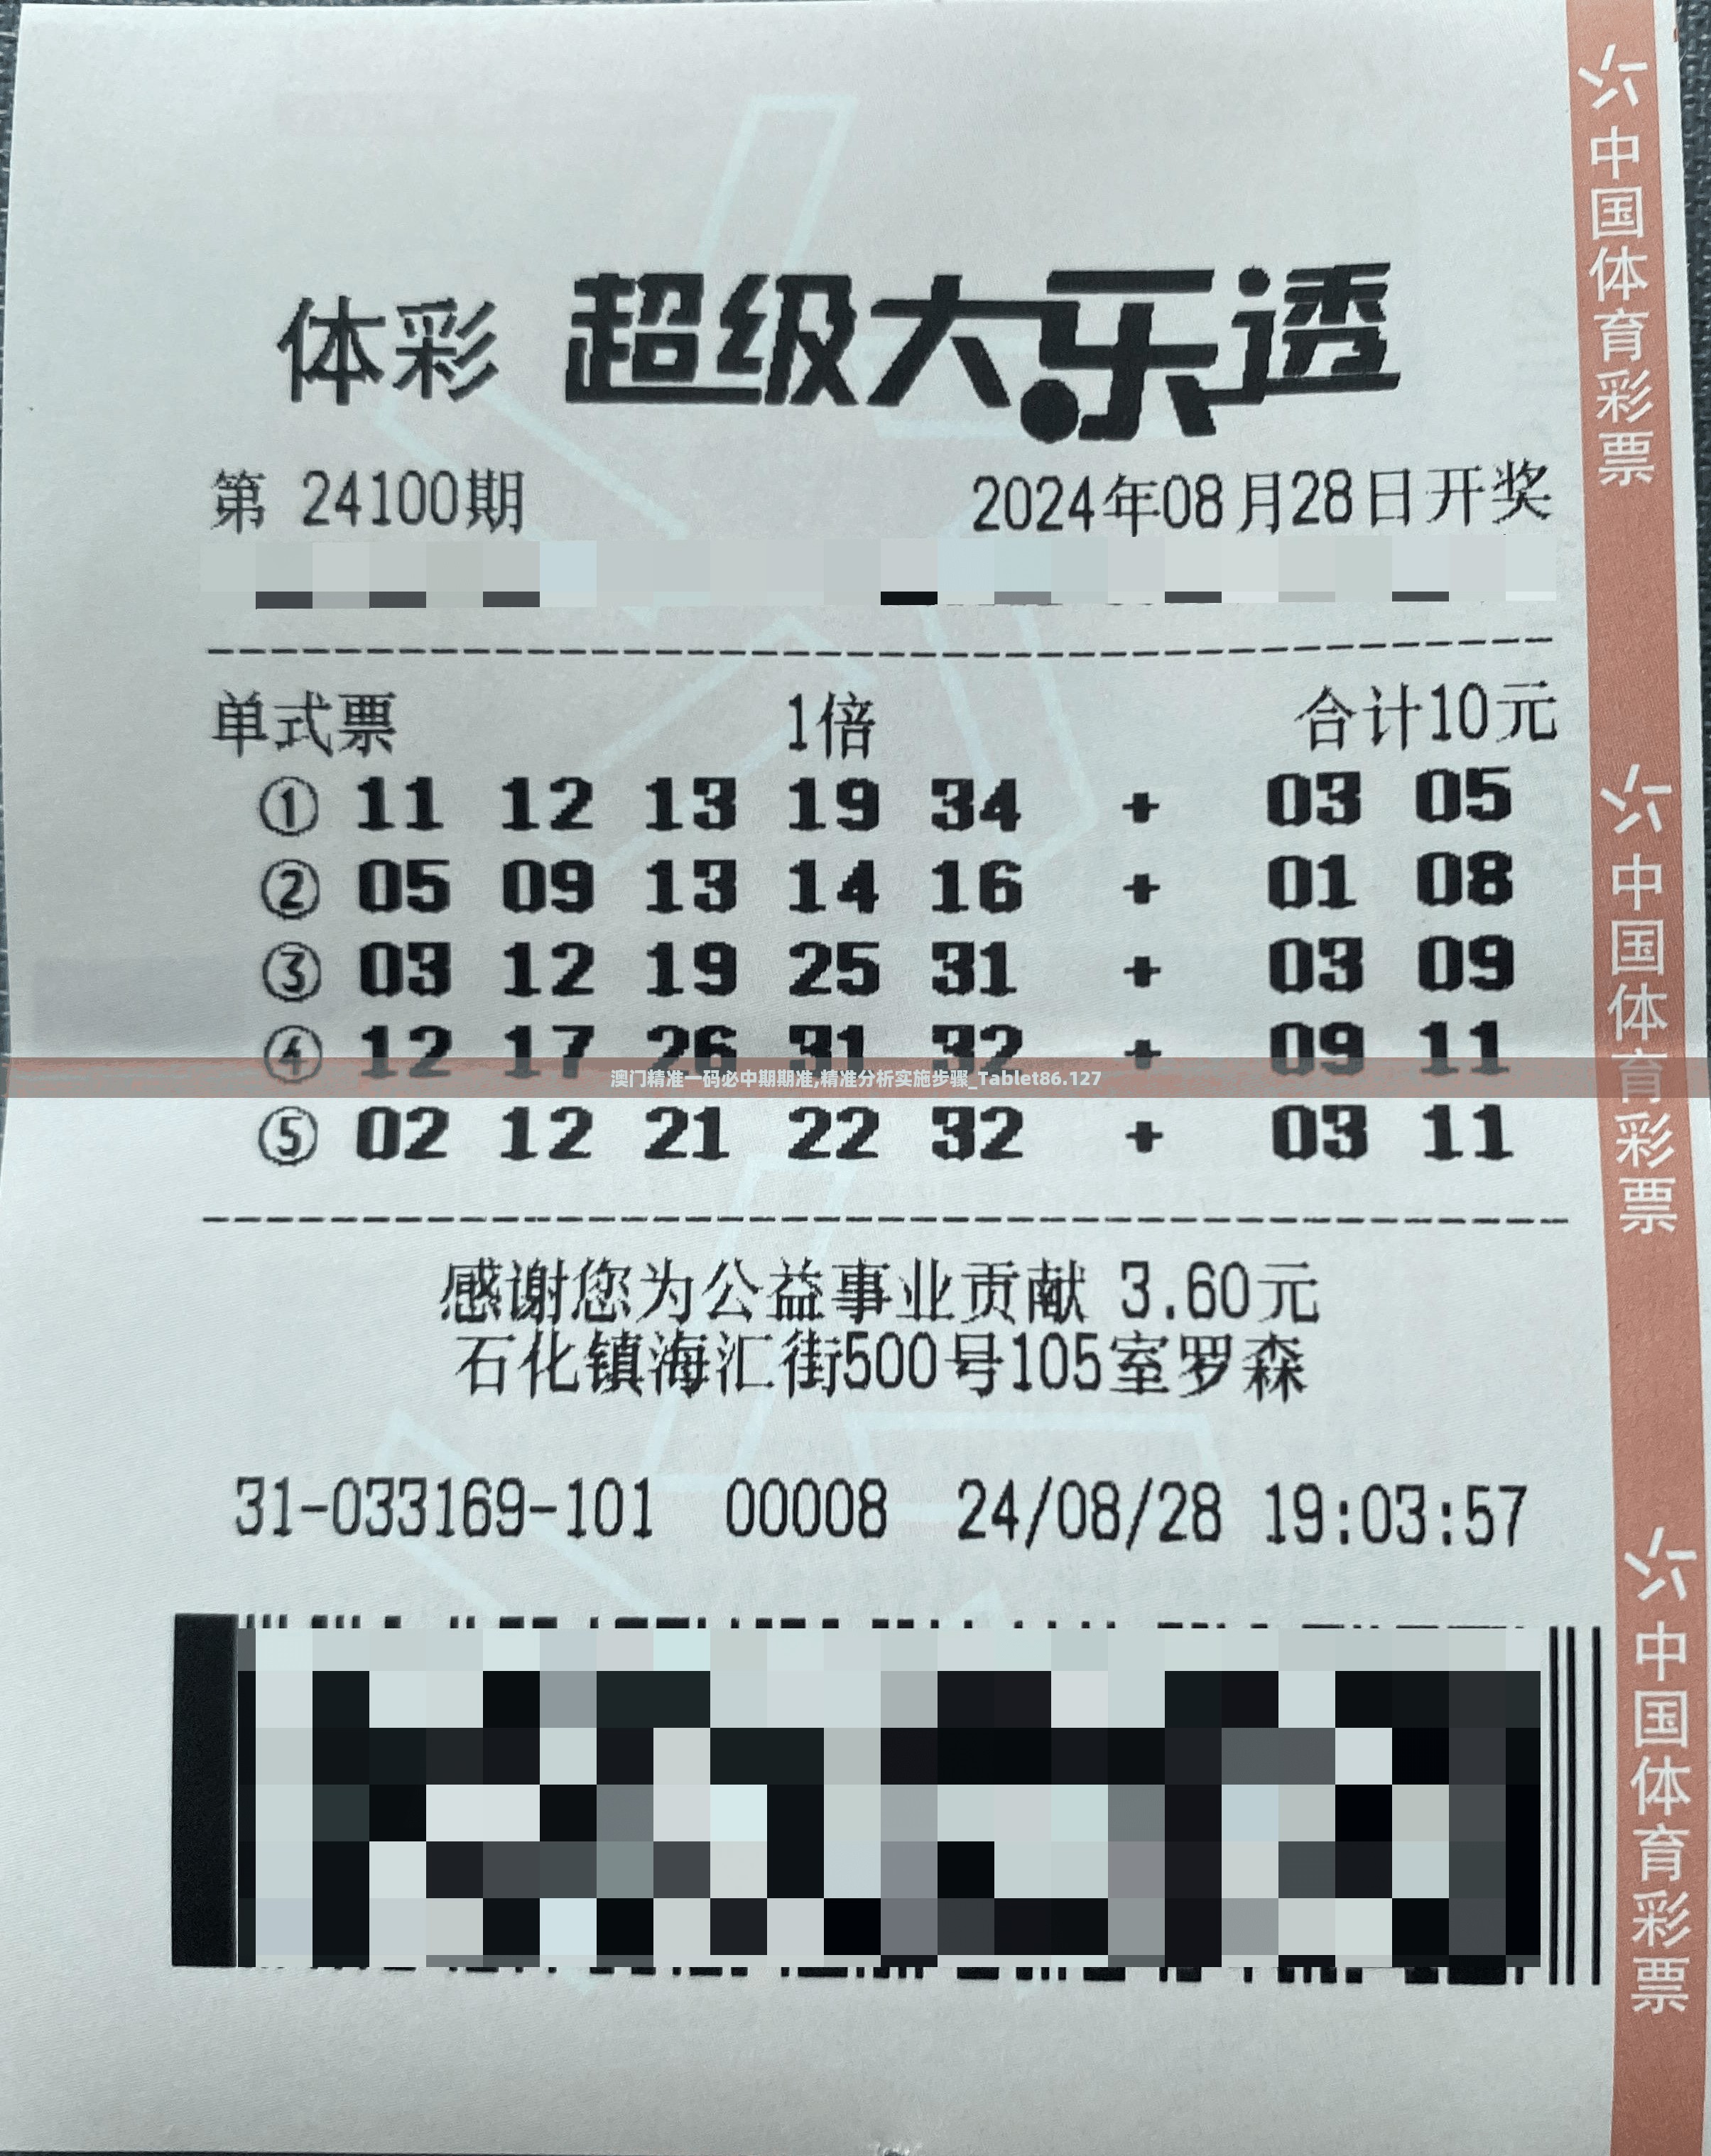 体彩 超级大乐透
第 24100期 2024年08月28日开奖
单式票 1倍 合计10元
① 11 12 13 19 34 + 03 05
② 05 09 13 14 16 + 01 08
③ 03 12 19 25 31 + 03 09
④ 12 17 26 31 32 + 09 11
澳门精准一码必中期期准,精准分析实施步骤_Tablet86.127
⑤ 02 12 21 22 32 + 03 11
感谢您为公益事业贡献 3.60元
石化镇海汇街500号105室罗森
31-033169-101 00008 24/08/28 19:03:57
中国体育彩票
中国体育彩票
中国体育彩票